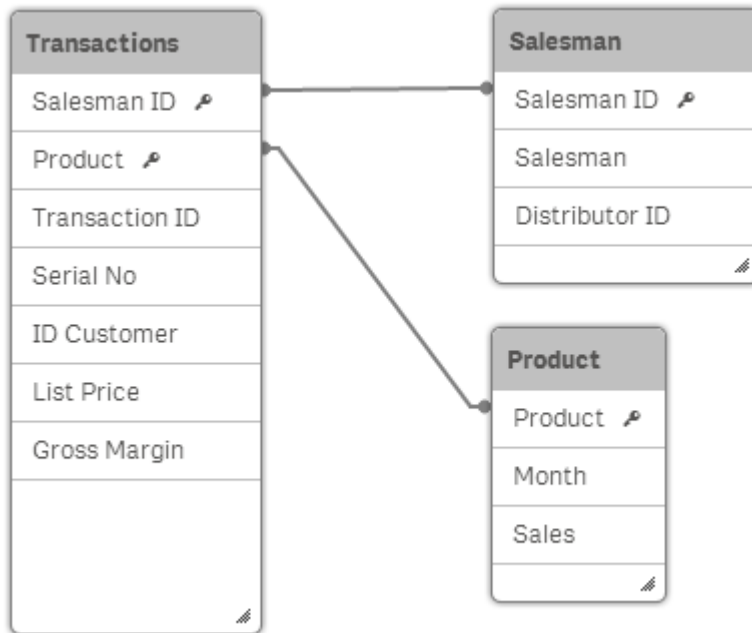 Transactions
Salesman ID
Product
Transaction ID
Serial No
ID Customer
List Price
Gross Margin
Salesman
Salesman ID
Salesman
Distributor ID
Product
Product
Month
Sales